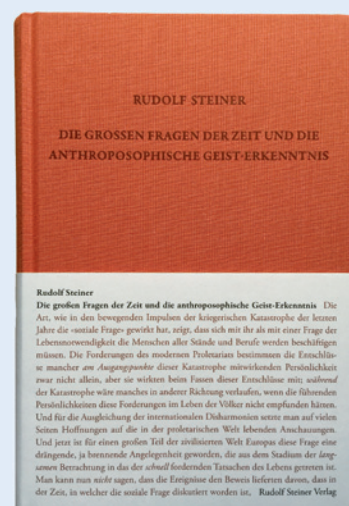 RUDOLF STEINER
DIE GROSSEN FRAGEN DER ZEIT UND DIE
ANTHROPOSOPHISCHE GEIST-ERKENNTNIS
Rudolf Steiner
Die großen Fragen der Zeit und die anthroposophische Geist-Erkenntnis Die
Art, wie in den bewegenden Impulsen der kriegerischen Katastrophe der letzten
Jahre die «soziale Frage» gewirkt hat, zeigt, dass sich mit ihr als mit einer Frage der
Lebensnotwendigkeit die Menschen aller Stände und Berufe werden beschäftigen
müssen. Die Forderungen des modernen Proletariats bestimmten die Entschlüs-
se mancher am Ausgangspunkte dieser Katastrophe mitwirkenden Persönlichkeit
zwar nicht allein, aber sie wirkten beim Fassen dieser Entschlüsse mit; während
der Katastrophe wäre manches in anderer Richtung verlaufen, wenn die führenden
Persönlichkeiten diese Forderungen im Leben der Völker nicht empfunden hätten.
Und für die Ausgleichung der internationalen Disharmonien setzte man auf vielen
Seiten Hoffnungen auf die in der proletarischen Welt lebenden Anschauungen.
Und jetzt ist für einen großen Teil der zivilisierten Welt Europas diese Frage eine
drängende, ja brennende Angelegenheit geworden, die aus dem Stadium der lang-
samen Betrachtung in das der schnell fordernden Tatsachen des Lebens getreten ist.
Man kann nun nicht sagen, dass die Ereignisse den Beweis lieferten davon, dass in
der Zeit, in welcher die soziale Frage diskutiert worden ist, Rudolf Steiner Verlag